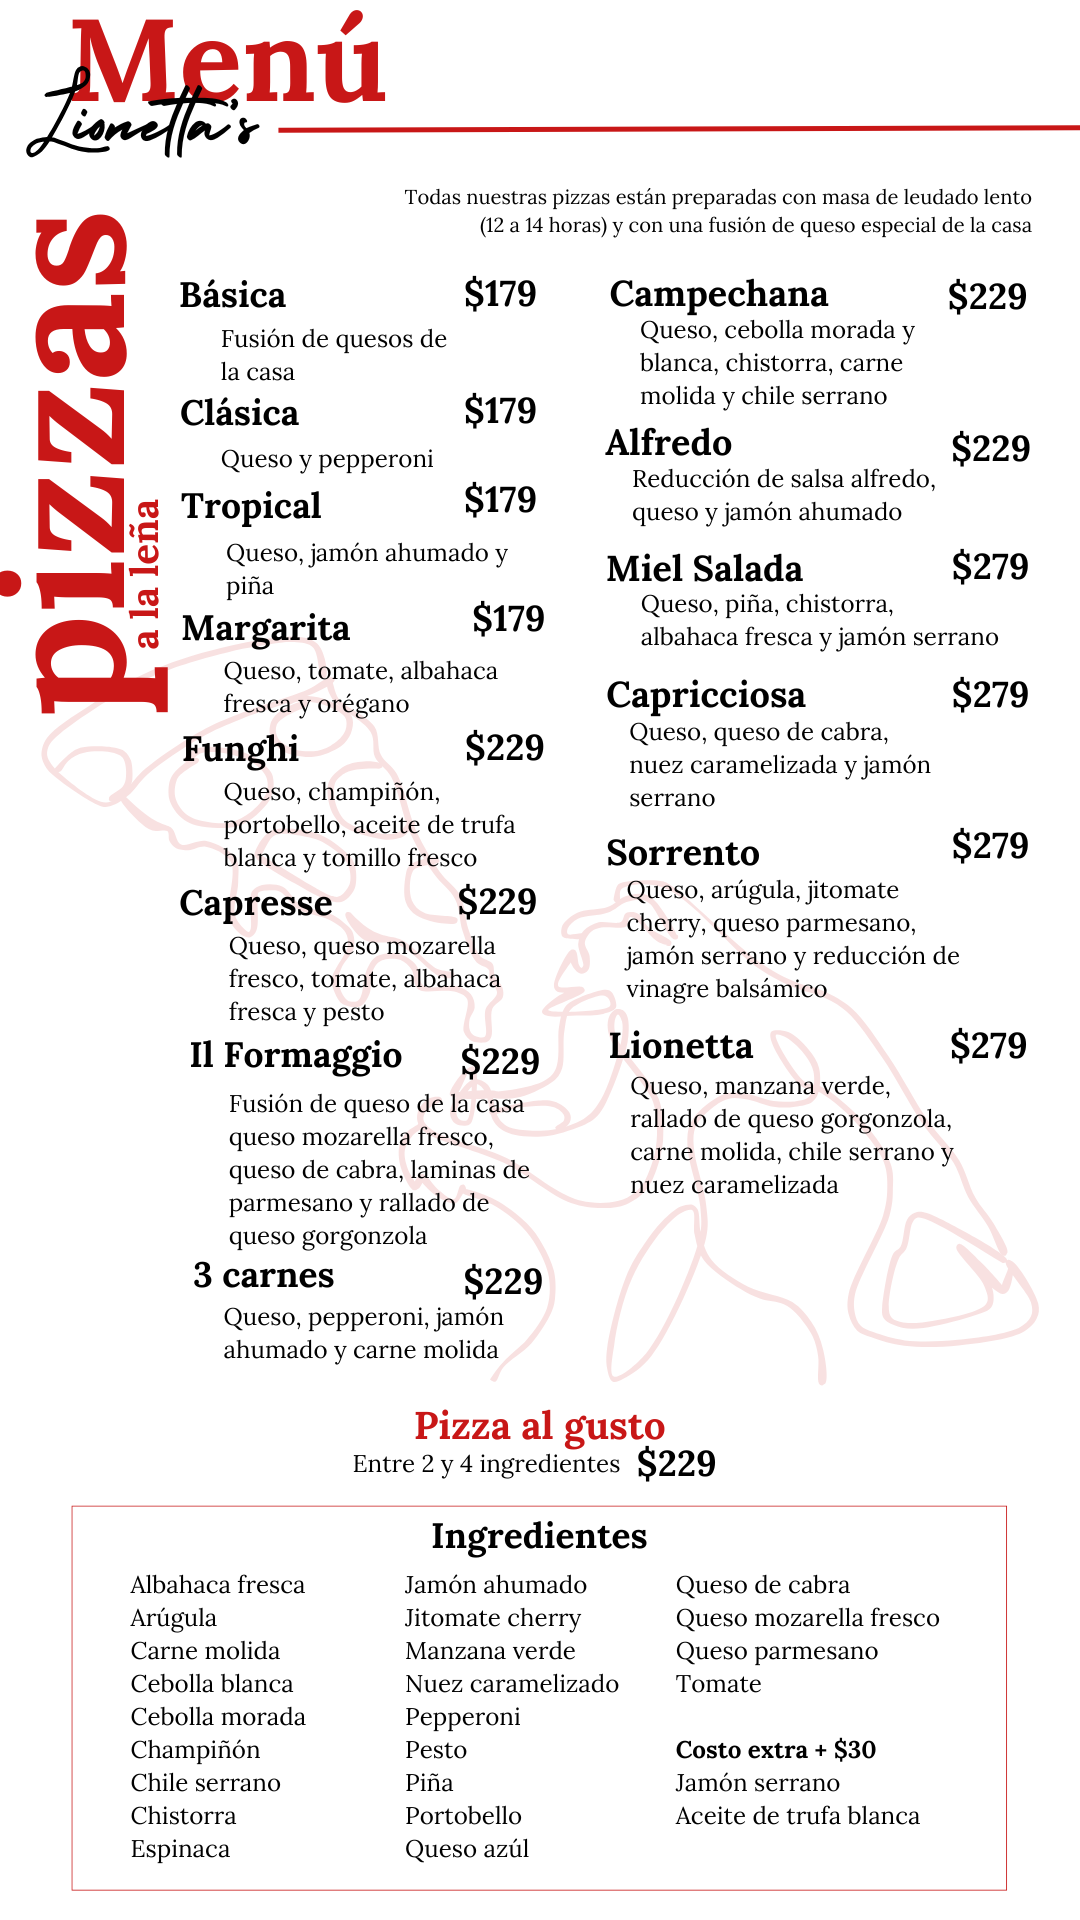 Menú
Lionetta's
Todas nuestras pizzas están preparadas con masa de leudado lento
(12 a 14 horas) y con una fusión de queso especial de la casa
pizzas
a la leña
Básica $179
Fusión de quesos de
la casa
Clásica $179
Queso y pepperoni
Tropical $179
Queso, jamón ahumado y
piña
Margarita $179
Queso, tomate, albahaca
fresca y orégano
Funghi $229
Queso, champiñón,
portobello, aceite de trufa
blanca y tomillo fresco
Capresse $229
Queso, queso mozarella
fresco, tomate, albahaca
fresca y pesto
Il Formaggio $229
Fusión de queso de la casa
queso mozarella fresco,
queso de cabra, laminas de
parmesano y rallado de
queso gorgonzola
3 carnes $229
Queso, pepperoni, jamón
ahumado y carne molida
Campechana $229
Queso, cebolla morada y
blanca, chistorra, carne
molida y chile serrano
Alfredo $229
Reducción de salsa alfredo,
queso y jamón ahumado
Miel Salada $279
Queso, piña, chistorra,
albahaca fresca y jamón serrano
Capricciosa $279
Queso, queso de cabra,
nuez caramelizada y jamón
serrano
Sorrento $279
Queso, arúgula, jitomate
cherry, queso parmesano,
jamón serrano y reducción de
vinagre balsámico
Lionetta $279
Queso, manzana verde,
rallado de queso gorgonzola,
carne molida, chile serrano y
nuez caramelizada
Pizza al gusto
Entre 2 y 4 ingredientes $229
Ingredientes
Albahaca fresca
Arúgula
Carne molida
Cebolla blanca
Cebolla morada
Champiñón
Chile serrano
Chistorra
Espinaca
Jamón ahumado
Jitomate cherry
Manzana verde
Nuez caramelizado
Pepperoni
Pesto
Piña
Portobello
Queso azúl
Queso de cabra
Queso mozarella fresco
Queso parmesano
Tomate
Costo extra + $30
Jamón serrano
Aceite de trufa blanca